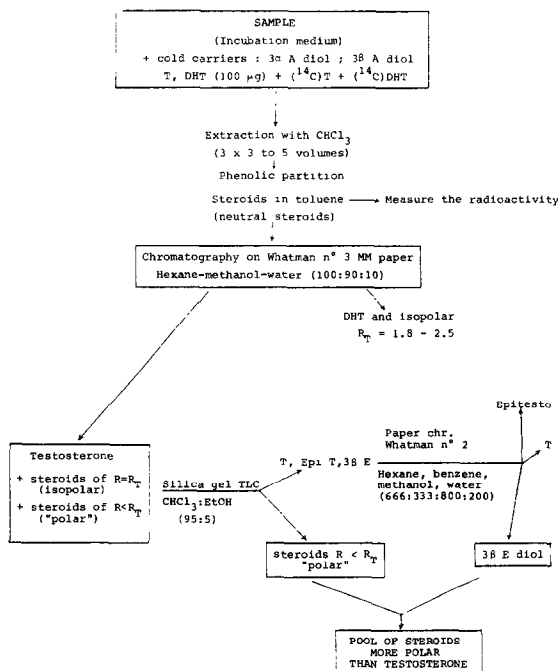 SAMPLE
(Incubation medium)
+ cold carriers : 3α A diol ; 3β A diol
T, DHT (100 μg) + (¹⁴C)T + (¹⁴C)DHT
Extraction with CHCl₃
(3 x 3 to 5 volumes)
Phenolic partition
Steroids in toluene
(neutral steroids)
Measure the radioactivity
Chromatography on Whatman n° 3 MM paper
Hexane-methanol-water (100:90:10)
DHT and isopolar
R_T = 1.8 - 2.5
Testosterone
+ steroids of R=R_T
(isopolar)
+ steroids of R<R_T
("polar")
Silica gel TLC
CHCl₃:EtOH
(95:5)
T, Epi T,3β E
Paper chr.
Whatman n° 2
Hexane, benzene,
methanol, water
(666:333:800:200)
Epitesto
T
steroids R < R_T
"polar"
3β E diol
POOL OF STEROIDS
MORE POLAR
THAN TESTOSTERONE